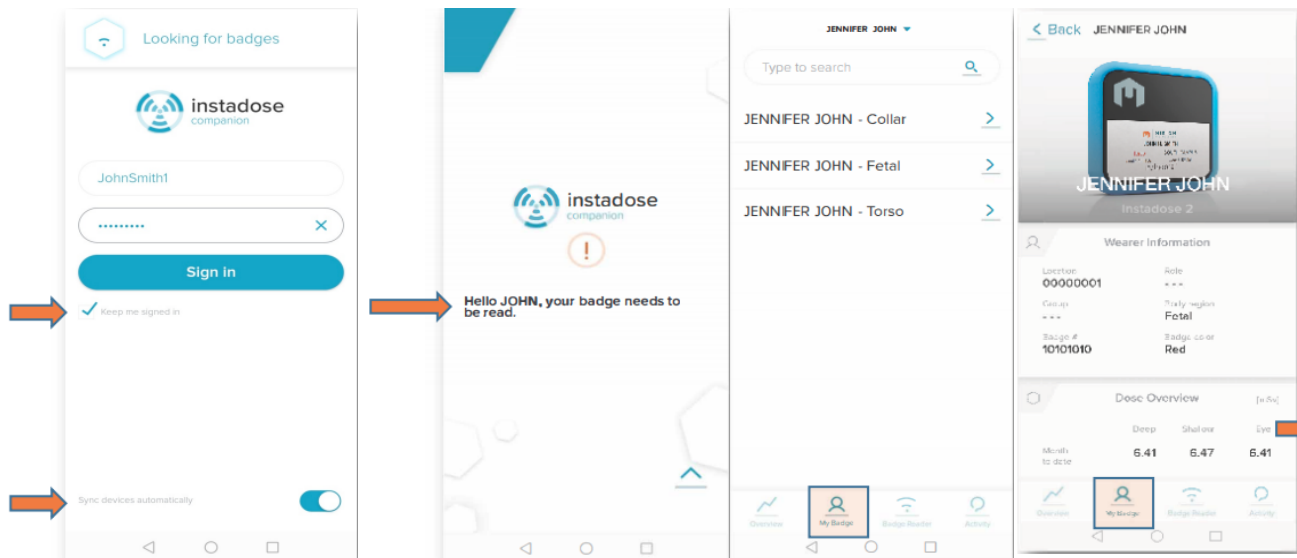 Looking for badges
instadose
companion
JohnSmith1
Sign in
Keep me signed in
Sync devices automatically
instadose
companion
Hello JOHN, your badge needs to
be read.
JENNIFER JOHN
Type to search
JENNIFER JOHN - Collar
JENNIFER JOHN - Fetal
JENNIFER JOHN - Torso
Overview
My Badge
Badge Reader
Activity
Back JENNIFER JOHN
JENNIFER JOHN
Instadose 2
Wearer Information
Location Role
00000001 ---
Group Body region
--- Fetal
Badge # Badge color
10101010 Red
Dose Overview
Deep Shallow Eye
Month 6.41 6.47 6.41
to date
Overview
My Badge
Badge Reader
Activity